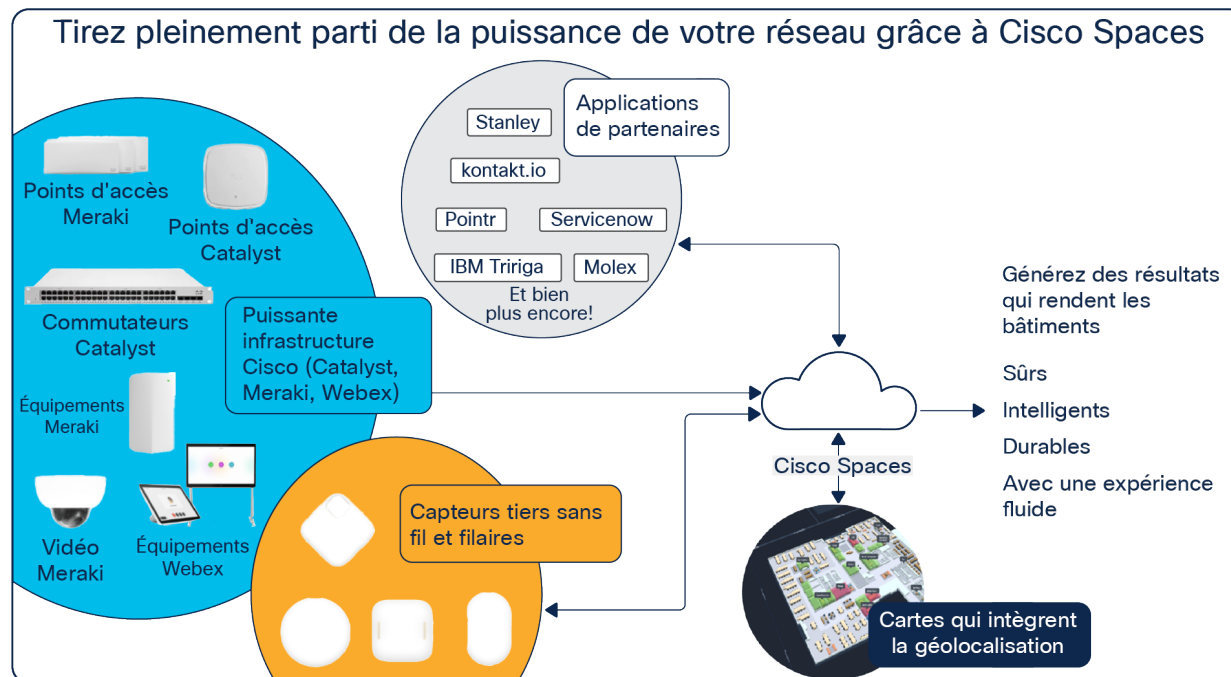 Tirez pleinement parti de la puissance de votre réseau grâce à Cisco Spaces
Points d'accès
Meraki
Points d'accès
Catalyst
Commutateurs
Catalyst
Équipements
Meraki
Vidéo
Meraki
Équipements
Webex
Puissante
infrastructure
Cisco (Catalyst,
Meraki, Webex)
Applications
de partenaires
Stanley
kontakt.io
Pointr
Servicenow
IBM Tririga
Molex
Et bien
plus encore!
Capteurs tiers sans
fil et filaires
Cisco Spaces
Cartes qui intègrent
la géolocalisation
Générez des résultats
qui rendent les
bâtiments
Sûrs
Intelligents
Durables
Avec une expérience
fluide